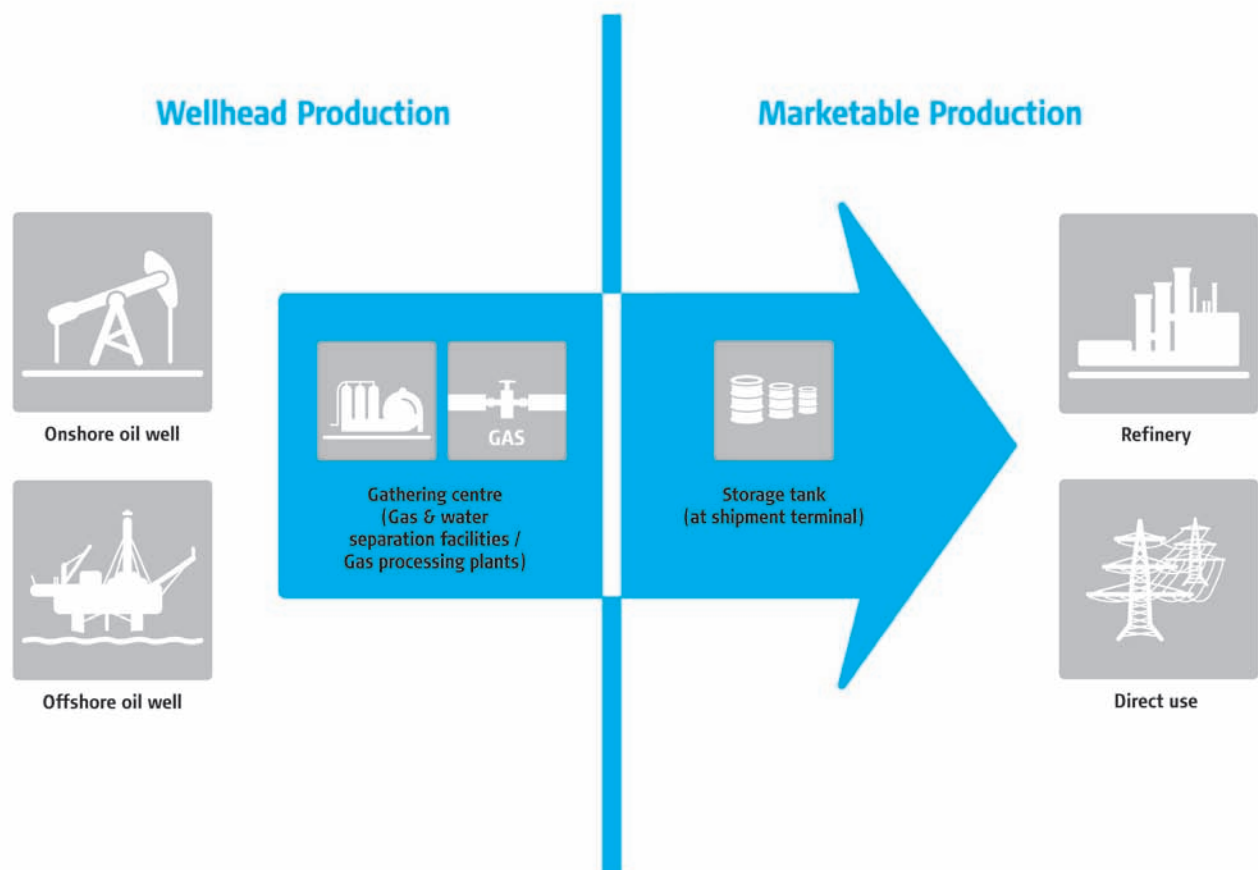 Wellhead Production
Marketable Production
Onshore oil well
Offshore oil well
GAS
Gathering centre
(Gas & water
separation facilities /
Gas processing plants)
Storage tank
(at shipment terminal)
Refinery
Direct use